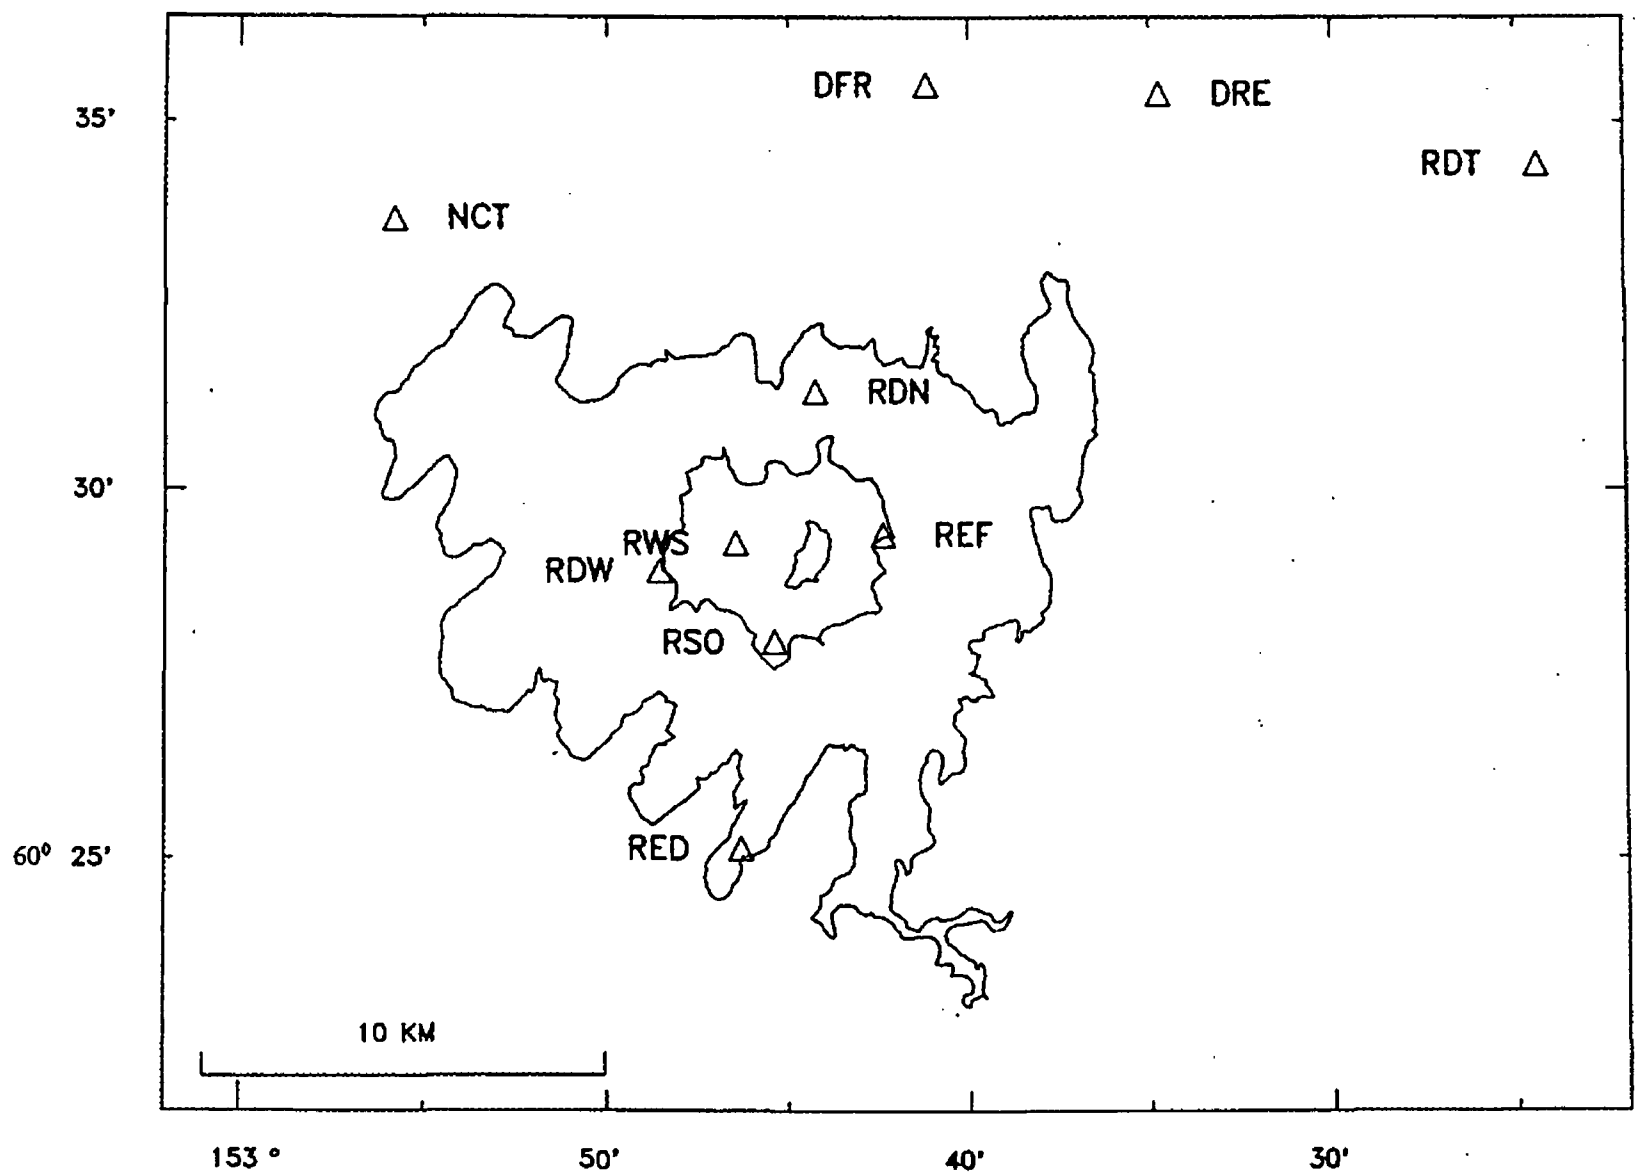 DFR DRE
35'
RDT
NCT
RDN
30'
RWS REF
RDW
RSO
RED
60° 25'
10 KM
153° 50' 40' 30'